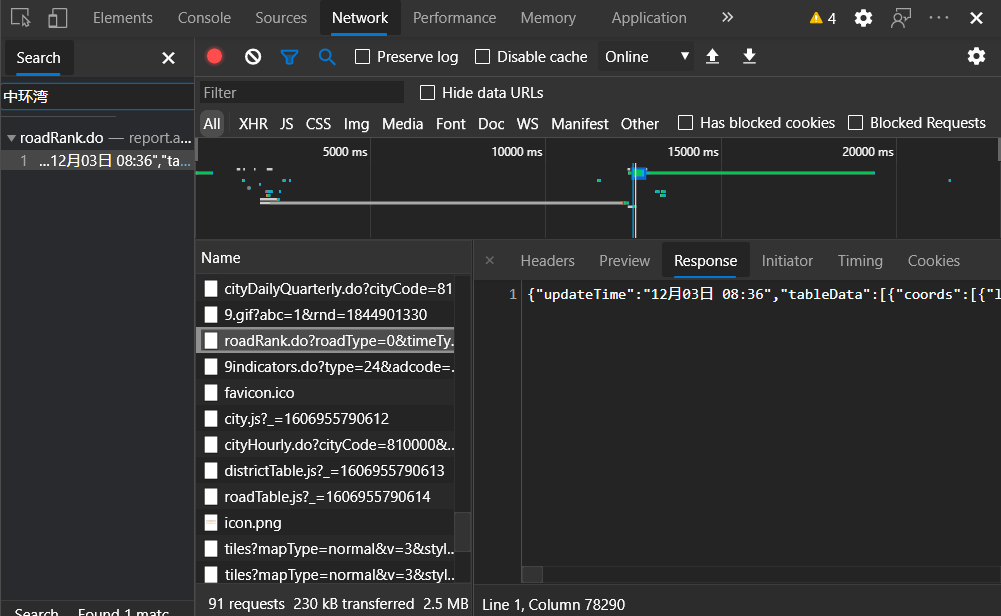 Elements Console Sources Network Performance Memory Application 4
Search
Preserve log Disable cache Online
中环湾
Filter Hide data URLs
All XHR JS CSS Img Media Font Doc WS Manifest Other Has blocked cookies Blocked Requests
roadRank.do — report.a...
1 ...12月03日 08:36","ta...
5000 ms 10000 ms 15000 ms 20000 ms
Name
Headers Preview Response Initiator Timing Cookies
cityDailyQuarterly.do?cityCode=81
9.gif?abc=1&rnd=1844901330
roadRank.do?roadType=0&timeTy...
9indicators.do?type=24&adcode=...
favicon.ico
city.js?_=1606955790612
cityHourly.do?cityCode=810000&...
districtTable.js?_=1606955790613
roadTable.js?_=1606955790614
icon.png
tiles?mapType=normal&v=3&styl...
tiles?mapType=normal&v=3&styl...
1 {"updateTime":"12月03日 08:36","tableData":[{"coords":[{"l
Search Found 1 matc
91 requests 230 kB transferred 2.5 MB
Line 1, Column 78290